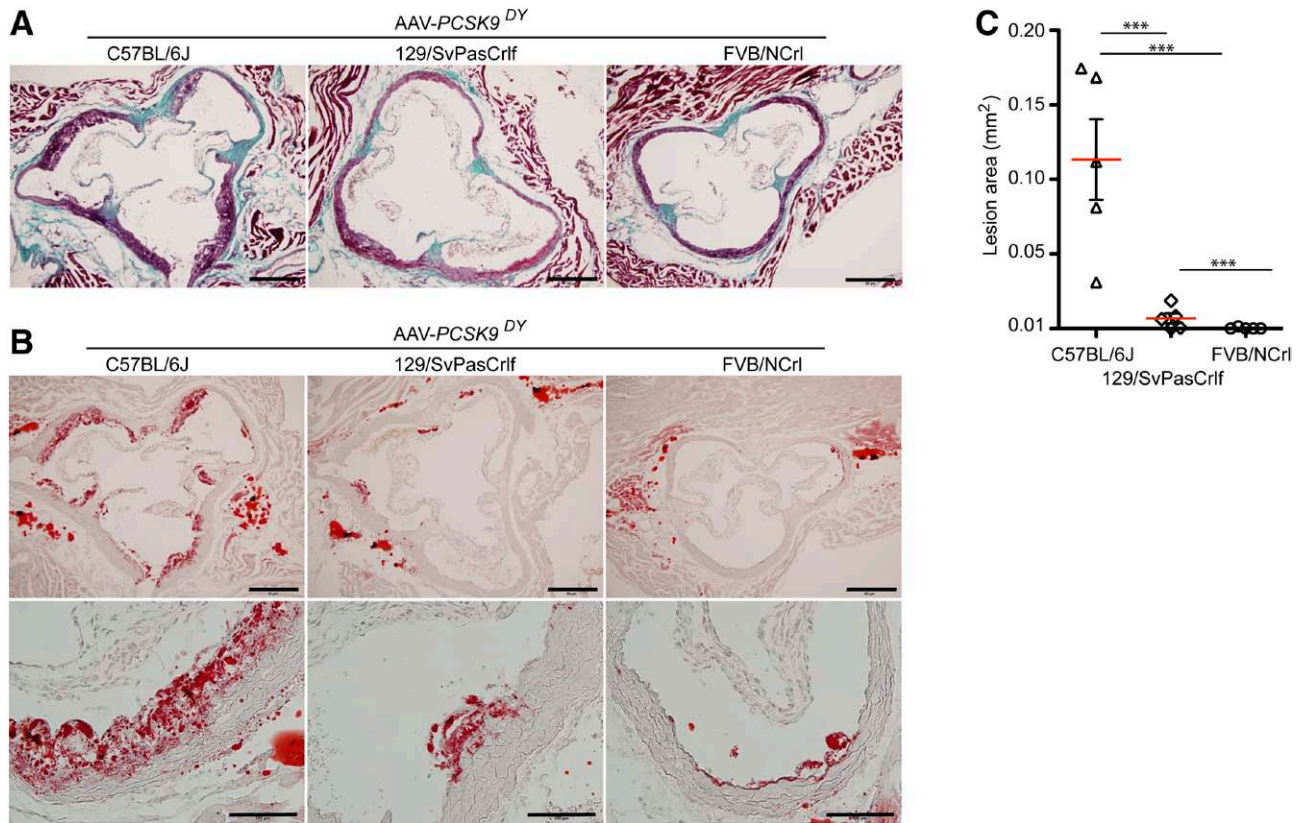 A
AAV-PCSK9 DY
C57BL/6J 129/SvPasCrlf FVB/NCrl
B
AAV-PCSK9 DY
C57BL/6J 129/SvPasCrlf FVB/NCrl
C
***
***
***
0.20
0.15
0.10
0.05
0.01
Lesion area (mm²)
C57BL/6J FVB/NCrl
129/SvPasCrlf